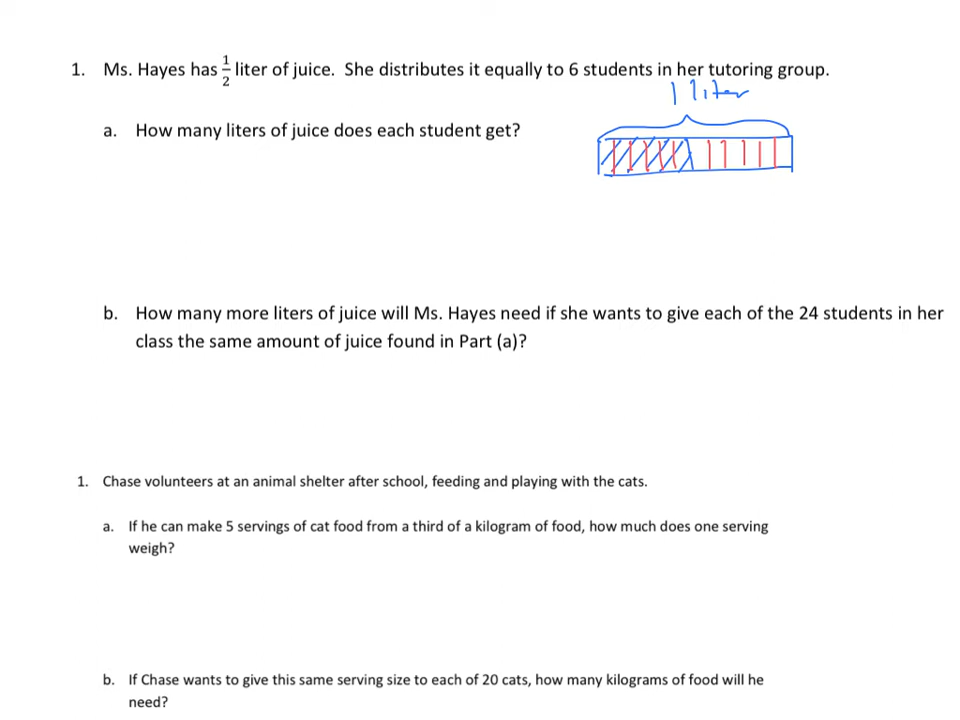 1. Ms. Hayes has 1/2 liter of juice. She distributes it equally to 6 students in her tutoring group.
1 liter
a. How many liters of juice does each student get?
b. How many more liters of juice will Ms. Hayes need if she wants to give each of the 24 students in her
class the same amount of juice found in Part (a)?
1. Chase volunteers at an animal shelter after school, feeding and playing with the cats.
a. If he can make 5 servings of cat food from a third of a kilogram of food, how much does one serving
weigh?
b. If Chase wants to give this same serving size to each of 20 cats, how many kilograms of food will he
need?